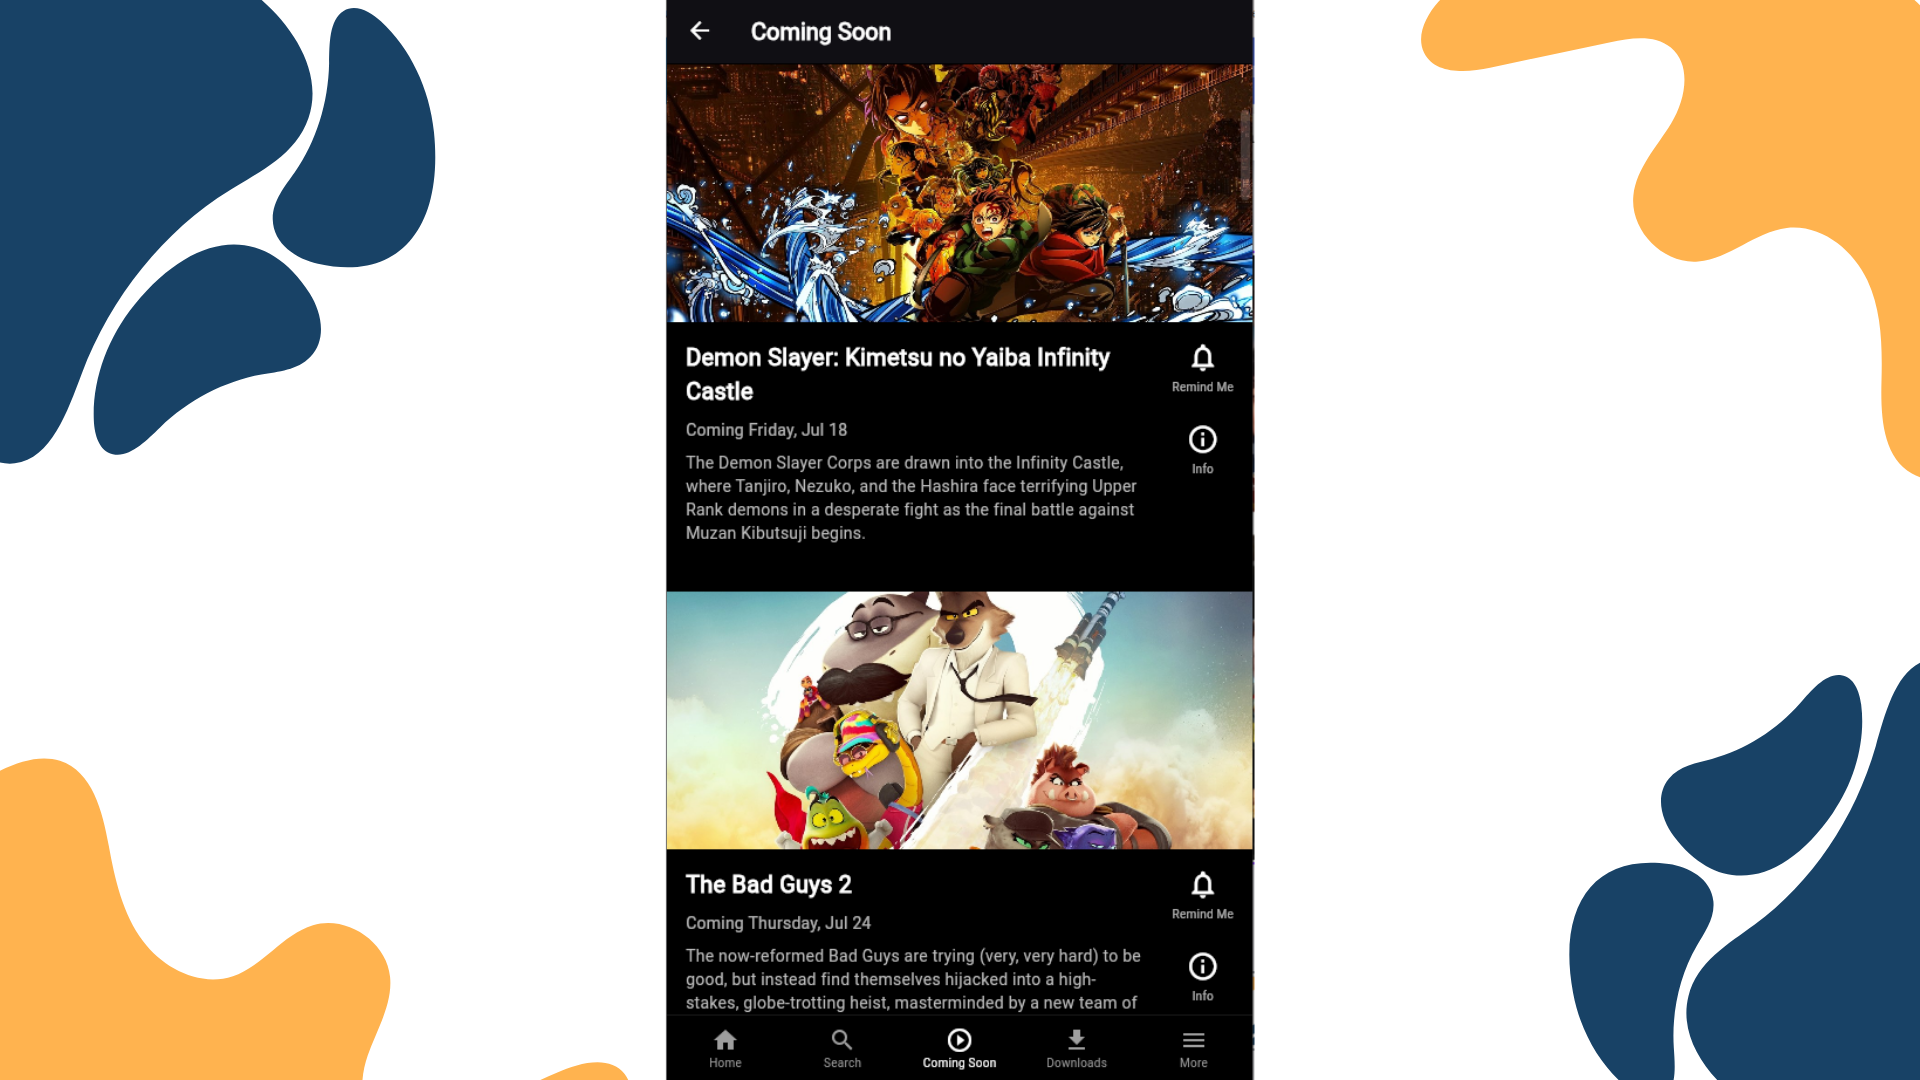 Coming Soon
Demon Slayer: Kimetsu no Yaiba Infinity
Castle
Remind Me
Coming Friday, Jul 18
Info
The Demon Slayer Corps are drawn into the Infinity Castle,
where Tanjiro, Nezuko, and the Hashira face terrifying Upper
Rank demons in a desperate fight as the final battle against
Muzan Kibutsuji begins.
The Bad Guys 2
Remind Me
Coming Thursday, Jul 24
The now-reformed Bad Guys are trying (very, very hard) to be
good, but instead find themselves hijacked into a high-
stakes, globe-trotting heist, masterminded by a new team of
Info
Home
Search
Coming Soon
Downloads
More